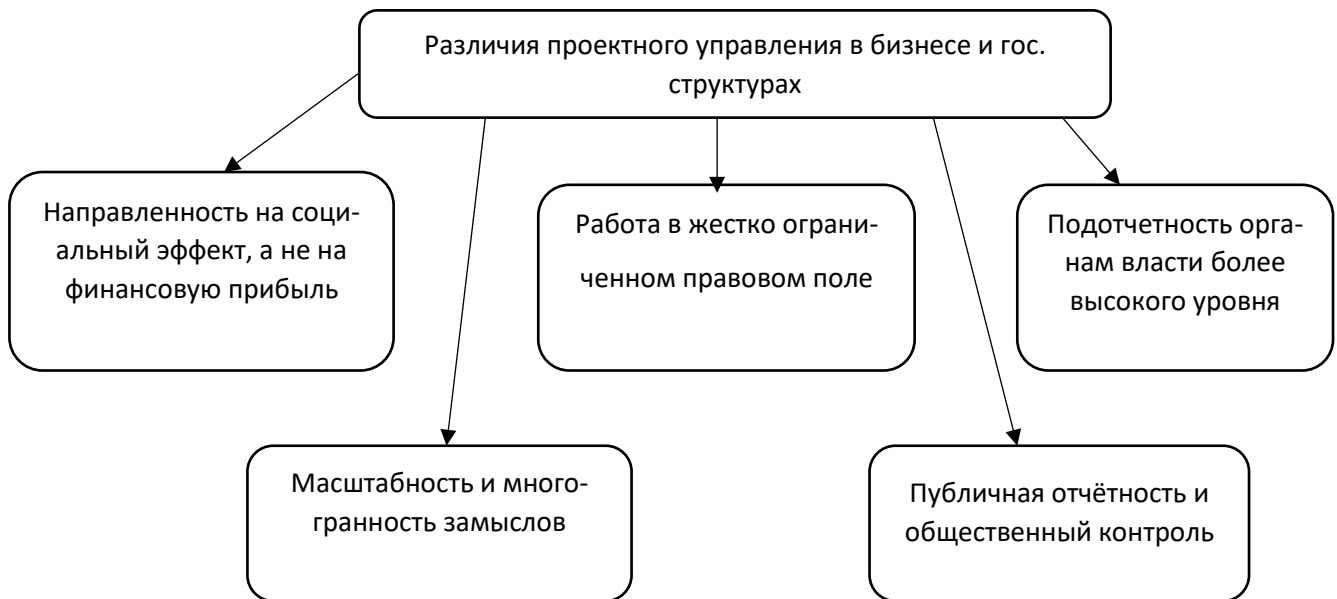 Различия проектного управления в бизнесе и гос.
структурах
Направленность на соци-
альный эффект, а не на
финансовую прибыль
Работа в жестко ограни-
ченном правовом поле
Подотчетность орга-
нам власти более
высокого уровня
Масштабность и много-
гранность замыслов
Публичная отчётность и
общественный контроль